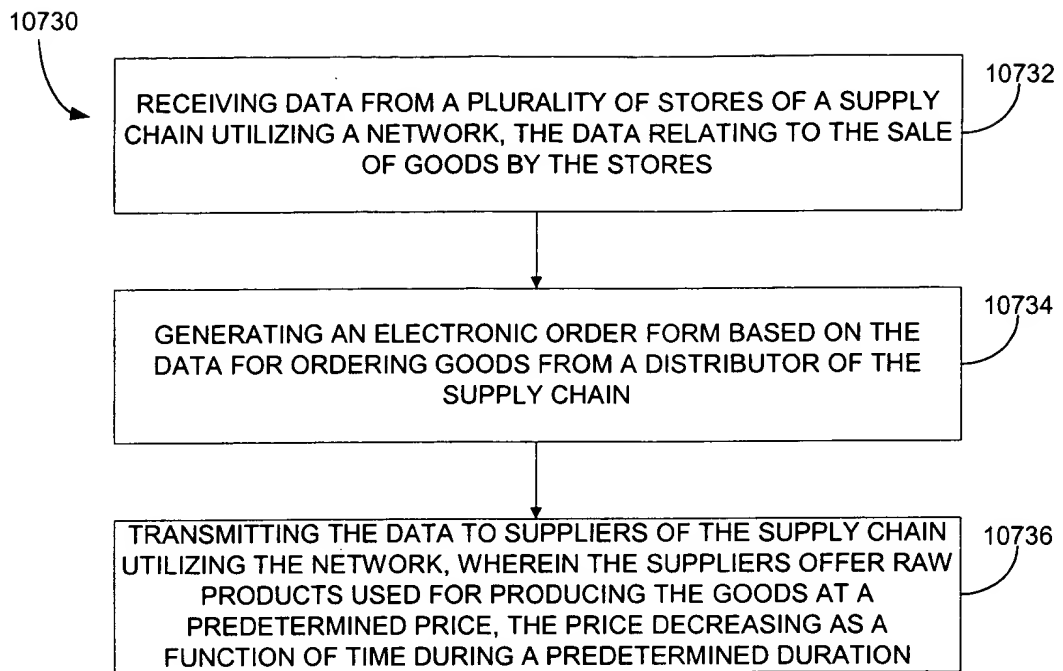 10730
10732
RECEIVING DATA FROM A PLURALITY OF STORES OF A SUPPLY
CHAIN UTILIZING A NETWORK, THE DATA RELATING TO THE SALE
OF GOODS BY THE STORES
10734
GENERATING AN ELECTRONIC ORDER FORM BASED ON THE
DATA FOR ORDERING GOODS FROM A DISTRIBUTOR OF THE
SUPPLY CHAIN
10736
TRANSMITTING THE DATA TO SUPPLIERS OF THE SUPPLY CHAIN
UTILIZING THE NETWORK, WHEREIN THE SUPPLIERS OFFER RAW
PRODUCTS USED FOR PRODUCING THE GOODS AT A
PREDETERMINED PRICE, THE PRICE DECREASING AS A
FUNCTION OF TIME DURING A PREDETERMINED DURATION